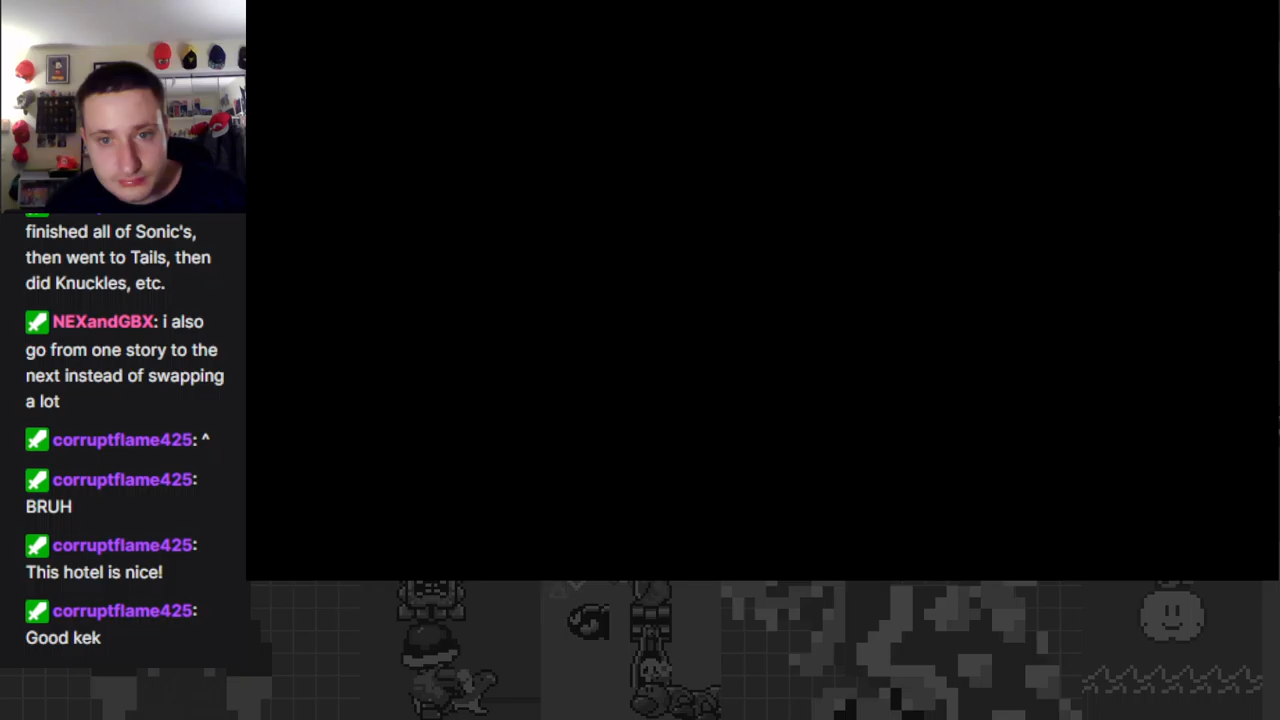 finished all of Sonic's,
then went to Tails, then
did Knuckles, etc.
NEXandGBX: i also
go from one story to the
next instead of swapping
a lot
corruptflame425: ^
corruptflame425:
BRUH
corruptflame425:
This hotel is nice!
corruptflame425:
Good kek